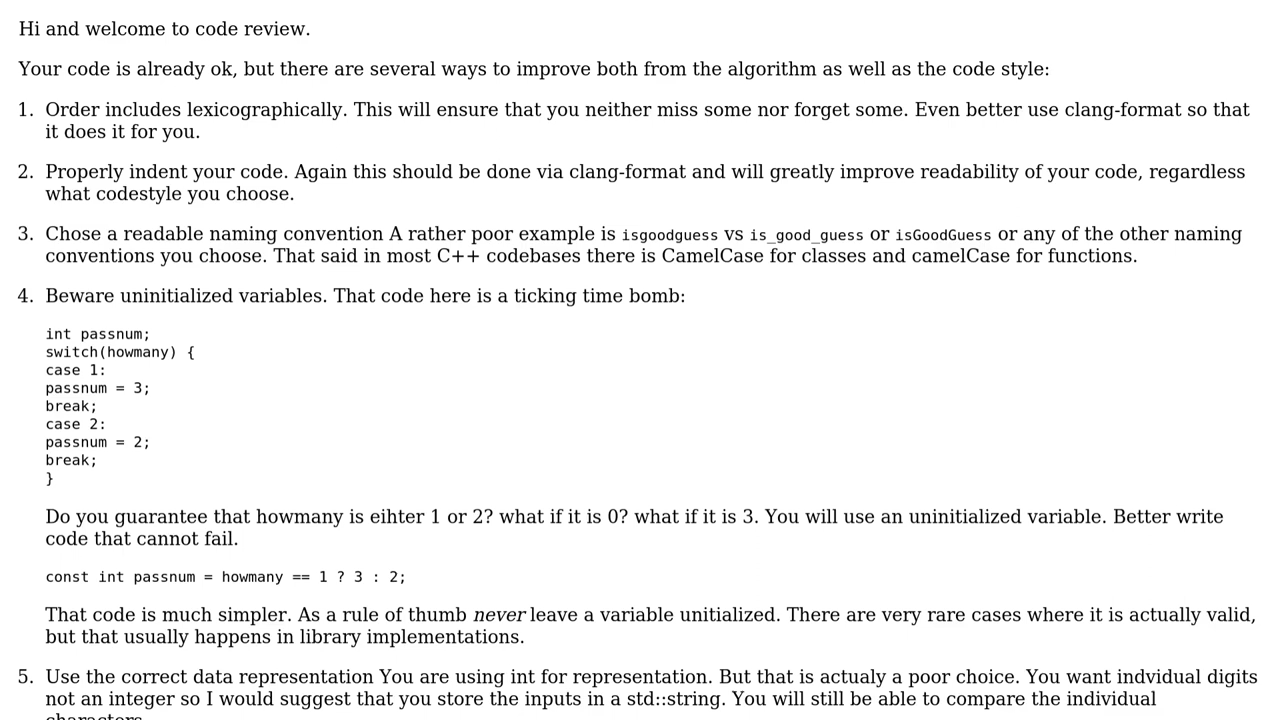 Hi and welcome to code review.
Your code is already ok, but there are several ways to improve both from the algorithm as well as the code style:
1. Order includes lexicographically. This will ensure that you neither miss some nor forget some. Even better use clang-format so that
it does it for you.
2. Properly indent your code. Again this should be done via clang-format and will greatly improve readability of your code, regardless
what codestyle you choose.
3. Chose a readable naming convention A rather poor example is isgoodguess vs is_good_guess or isGoodGuess or any of the other naming
conventions you choose. That said in most C++ codebases there is CamelCase for classes and camelCase for functions.
4. Beware uninitialized variables. That code here is a ticking time bomb:
int passnum;
switch(howmany) {
case 1:
passnum = 3;
break;
case 2:
passnum = 2;
break;
}
Do you guarantee that howmany is eihter 1 or 2? what if it is 0? what if it is 3. You will use an uninitialized variable. Better write
code that cannot fail.
const int passnum = howmany == 1 ? 3 : 2;
That code is much simpler. As a rule of thumb never leave a variable unitialized. There are very rare cases where it is actually valid,
but that usually happens in library implementations.
5. Use the correct data representation You are using int for representation. But that is actualy a poor choice. You want indvidual digits
not an integer so I would suggest that you store the inputs in a std::string. You will still be able to compare the individual